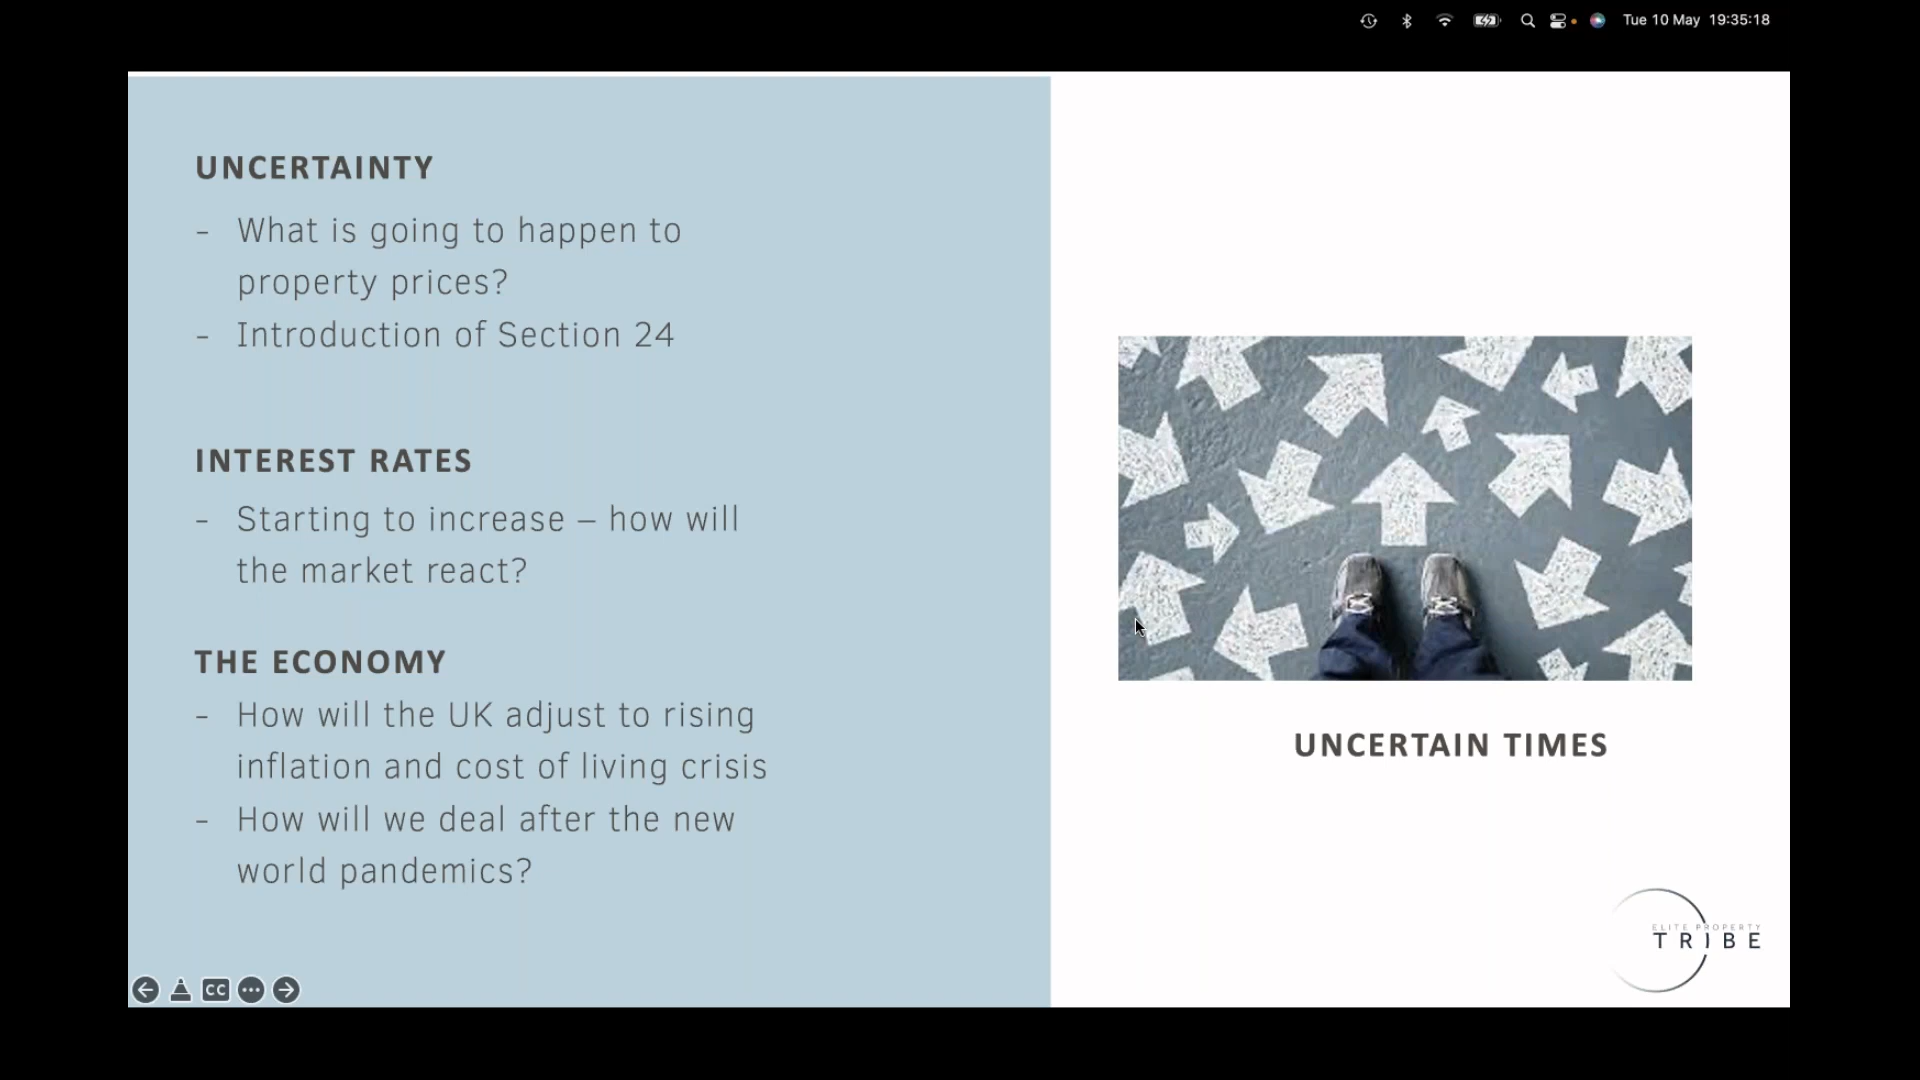 Tue 10 May 19:35:18
UNCERTAINTY
- What is going to happen to
property prices?
- Introduction of Section 24
INTEREST RATES
- Starting to increase – how will
the market react?
THE ECONOMY
- How will the UK adjust to rising
inflation and cost of living crisis
- How will we deal after the new
world pandemics?
UNCERTAIN TIMES
ELITE PROPERTY
TRIBE
CC